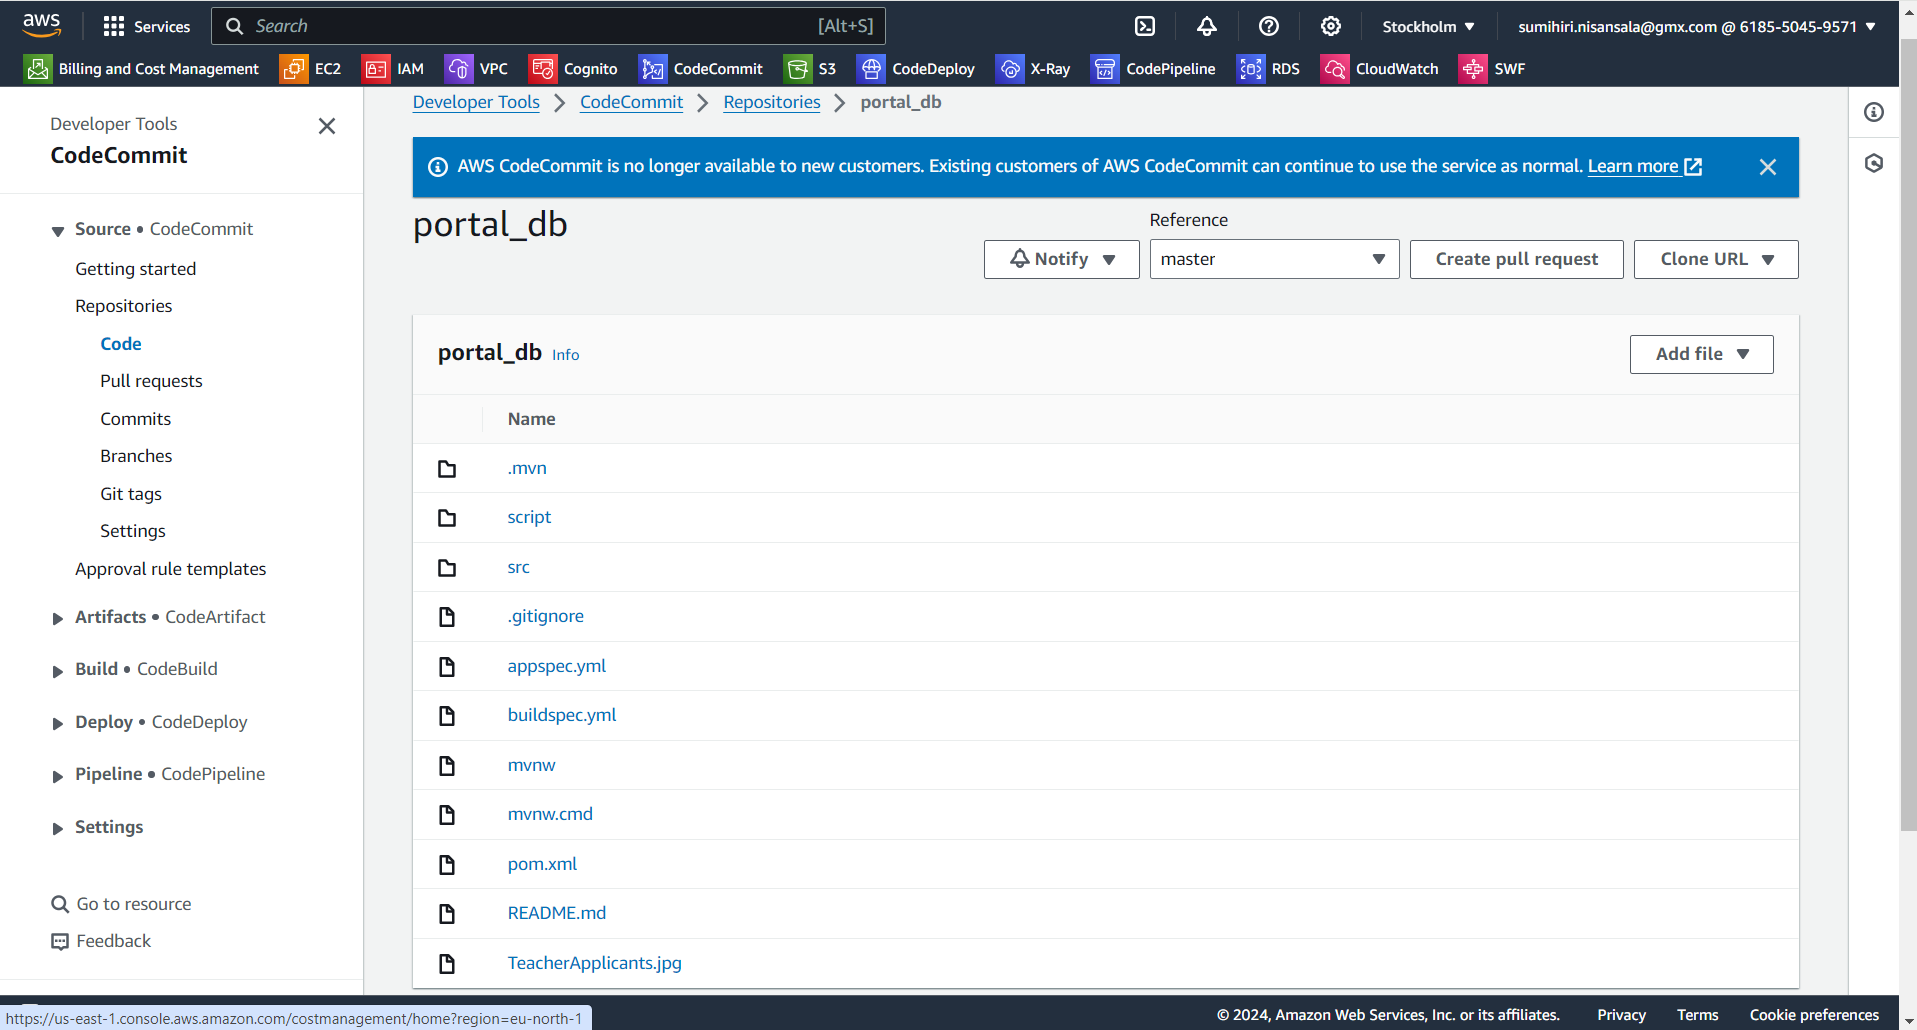 aws
Services
Search
[Alt+S]
Stockholm
sumihiri.nisansala@gmx.com @ 6185-5045-9571
Billing and Cost Management
EC2
IAM
VPC
Cognito
CodeCommit
S3
CodeDeploy
X-Ray
CodePipeline
RDS
CloudWatch
SWF
Developer Tools
CodeCommit
Source • CodeCommit
Getting started
Repositories
Code
Pull requests
Commits
Branches
Git tags
Settings
Approval rule templates
Artifacts • CodeArtifact
Build • CodeBuild
Deploy • CodeDeploy
Pipeline • CodePipeline
Settings
Go to resource
Feedback
Developer Tools
CodeCommit
Repositories
portal_db
AWS CodeCommit is no longer available to new customers. Existing customers of AWS CodeCommit can continue to use the service as normal. Learn more
portal_db
Reference
Notify
master
Create pull request
Clone URL
portal_db Info
Add file
Name
.mvn
script
src
.gitignore
appspec.yml
buildspec.yml
mvnw
mvnw.cmd
pom.xml
README.md
TeacherApplicants.jpg
https://us-east-1.console.aws.amazon.com/costmanagement/home?region=eu-north-1
© 2024, Amazon Web Services, Inc. or its affiliates.
Privacy
Terms
Cookie preferences